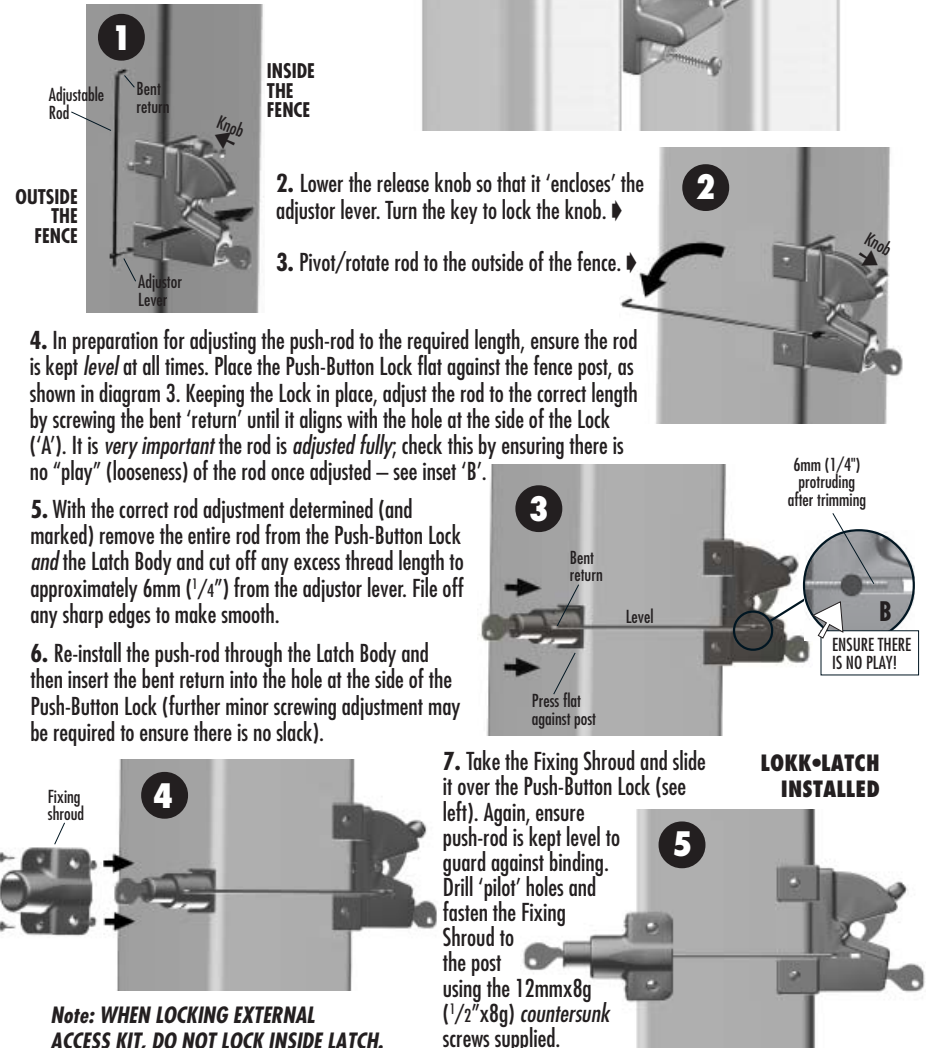 1
Adjustable
Rod
Bent
return
Knob
INSIDE
THE
FENCE
OUTSIDE
THE
FENCE
Adjustor
Lever
2. Lower the release knob so that it ‘encloses’ the
adjustor lever. Turn the key to lock the knob.
3. Pivot/rotate rod to the outside of the fence.
2
Knob
4. In preparation for adjusting the push-rod to the required length, ensure the rod
is kept level at all times. Place the Push-Button Lock flat against the fence post, as
shown in diagram 3. Keeping the Lock in place, adjust the rod to the correct length
by screwing the bent ‘return’ until it aligns with the hole at the side of the Lock
(‘A’). It is very important the rod is adjusted fully; check this by ensuring there is
no “play” (looseness) of the rod once adjusted – see inset ‘B’.
5. With the correct rod adjustment determined (and
marked) remove the entire rod from the Push-Button Lock
and the Latch Body and cut off any excess thread length to
approximately 6mm (1/4”) from the adjustor lever. File off
any sharp edges to make smooth.
6. Re-install the push-rod through the Latch Body and
then insert the bent return into the hole at the side of the
Push-Button Lock (further minor screwing adjustment may
be required to ensure there is no slack).
3
Bent
return
Level
Press flat
against post
6mm (1/4")
protruding
after trimming
B
ENSURE THERE
IS NO PLAY!
Fixing
shroud
4
Note: WHEN LOCKING EXTERNAL
ACCESS KIT, DO NOT LOCK INSIDE LATCH.
7. Take the Fixing Shroud and slide
it over the Push-Button Lock (see
left). Again, ensure
push-rod is kept level to
guard against binding.
Drill ‘pilot’ holes and
fasten the Fixing
Shroud to
the post
using the 12mmx8g
(1/2”x8g) countersunk
screws supplied.
LOKK•LATCH
INSTALLED
5